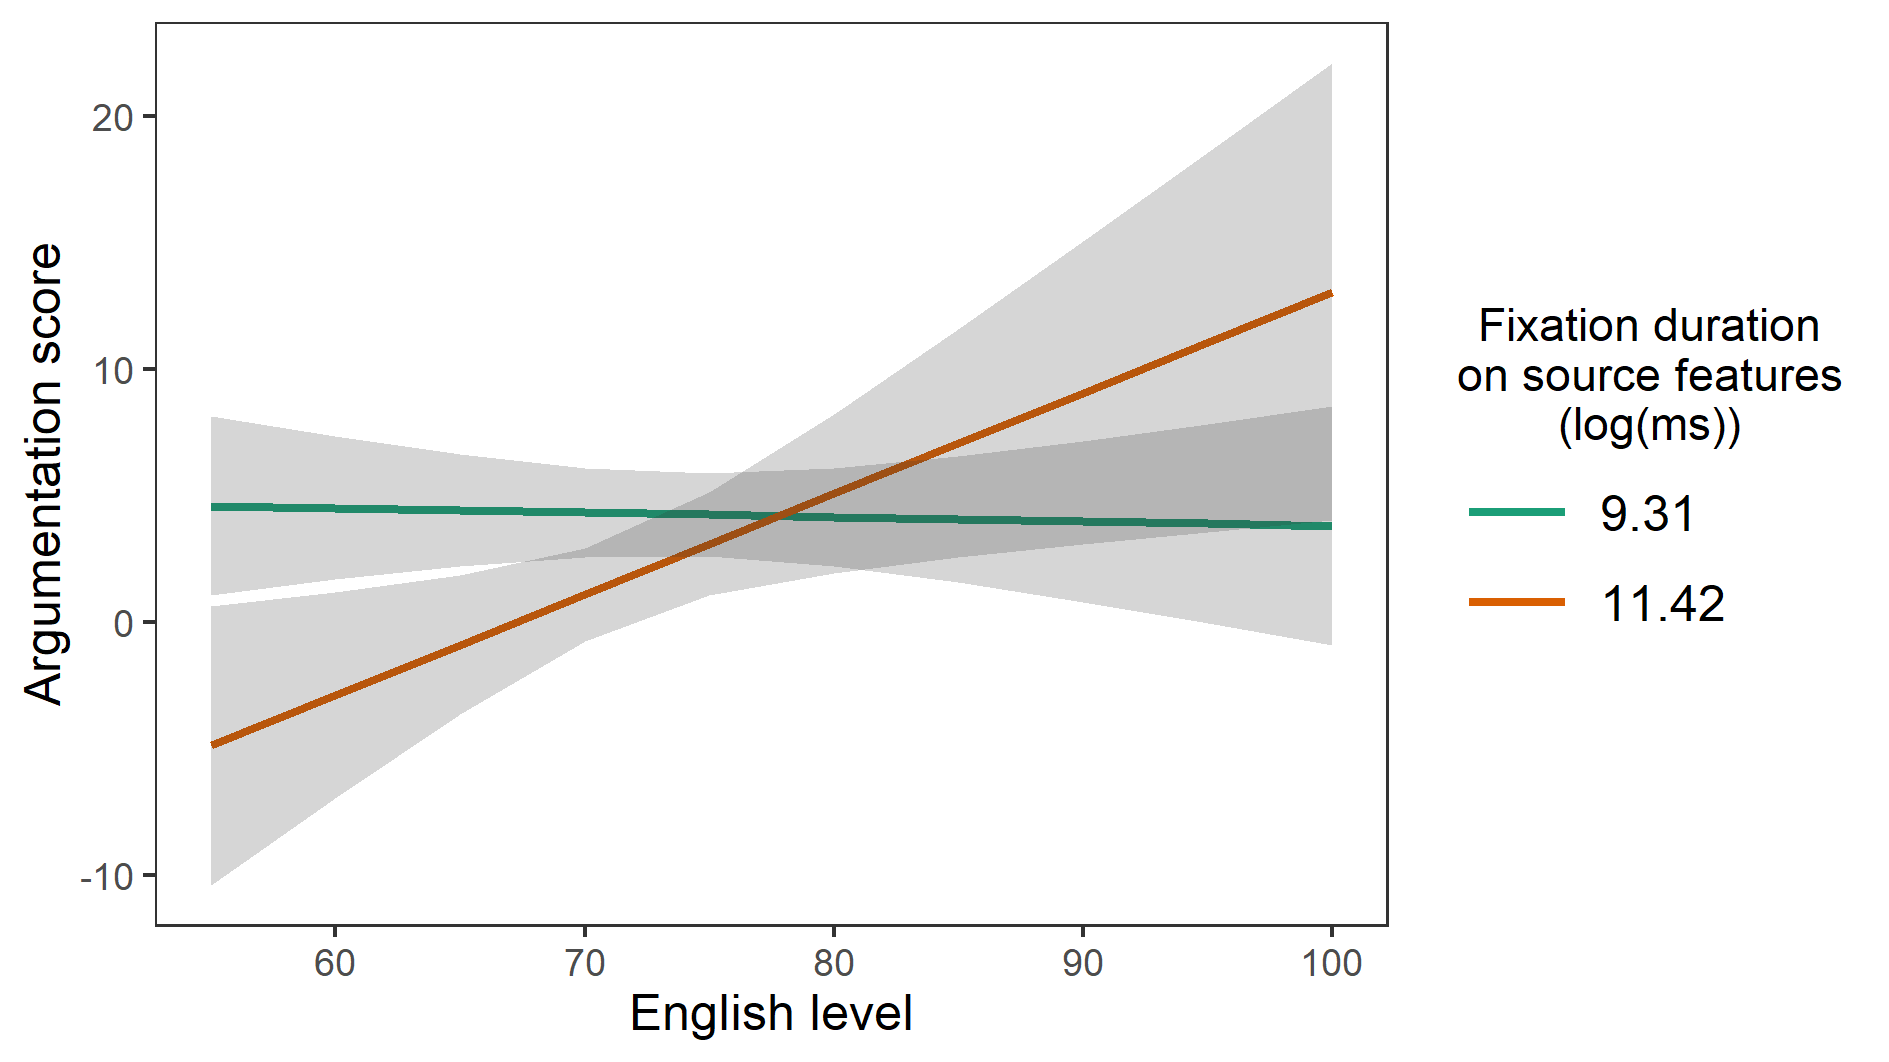 20
10
0
-10
60
70
80
90
100
English level
Argumentation score
Fixation duration
on source features
(log(ms))
9.31
11.42